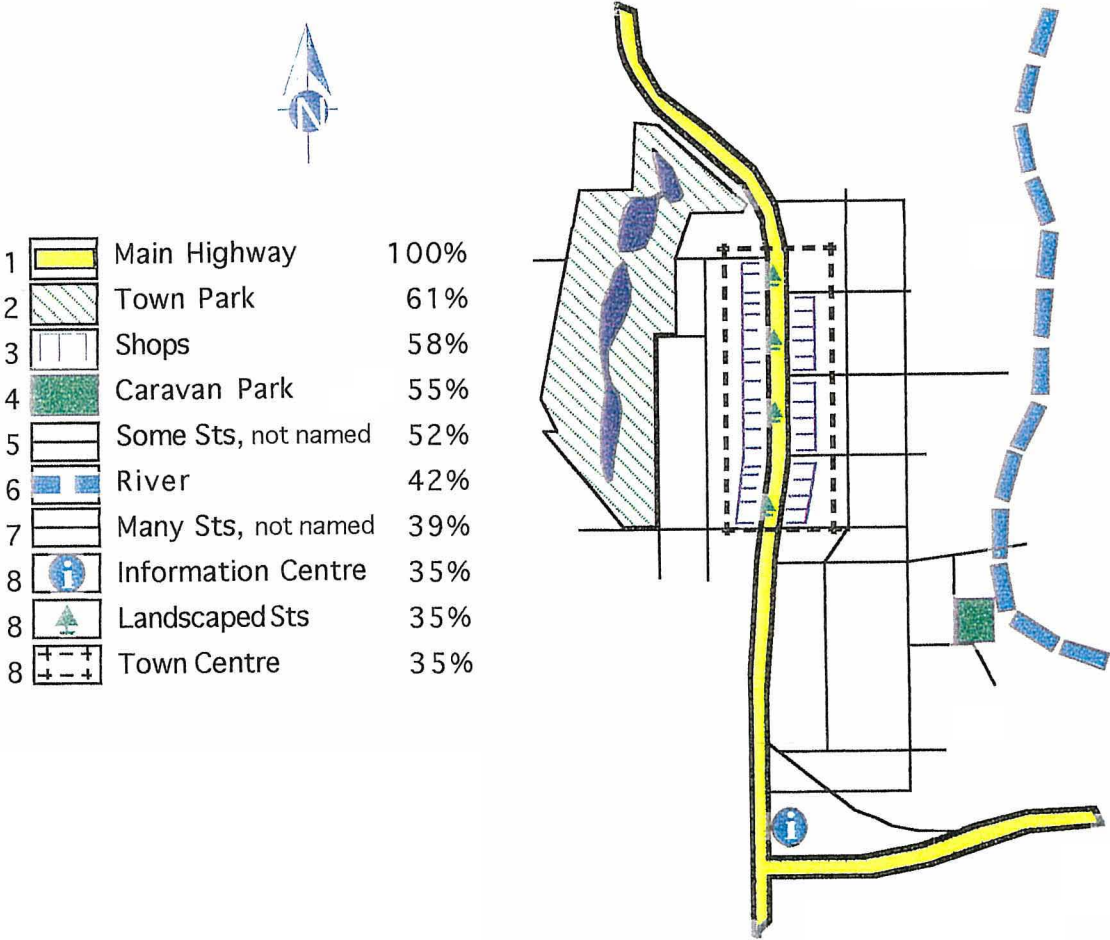 N
1 Main Highway 100%
2 Town Park 61%
3 Shops 58%
4 Caravan Park 55%
5 Some Sts, not named 52%
6 River 42%
7 Many Sts, not named 39%
8 i Information Centre 35%
8 Landscaped Sts 35%
8 Town Centre 35%
i